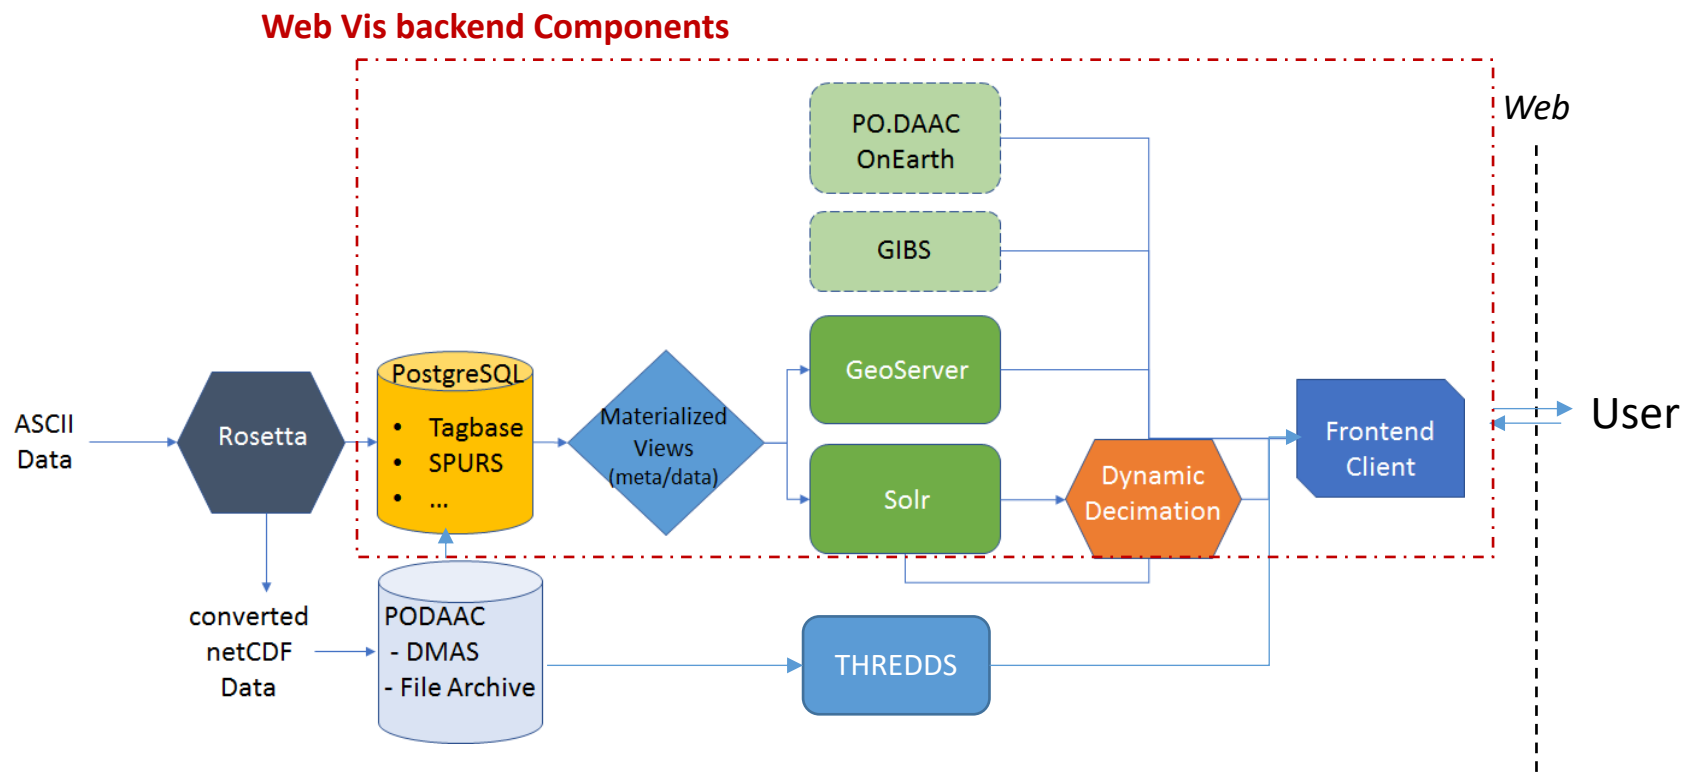 Web Vis backend Components
Web
PO.DAAC
OnEarth
GIBS
GeoServer
PostgreSQL
• Tagbase
• SPURS
• ...
Materialized
Views
(meta/data)
ASCII
Data
Rosetta
Solr
Dynamic
Decimation
Frontend
Client
User
converted
netCDF
Data
PODAAC
- DMAS
- File Archive
THREDDS